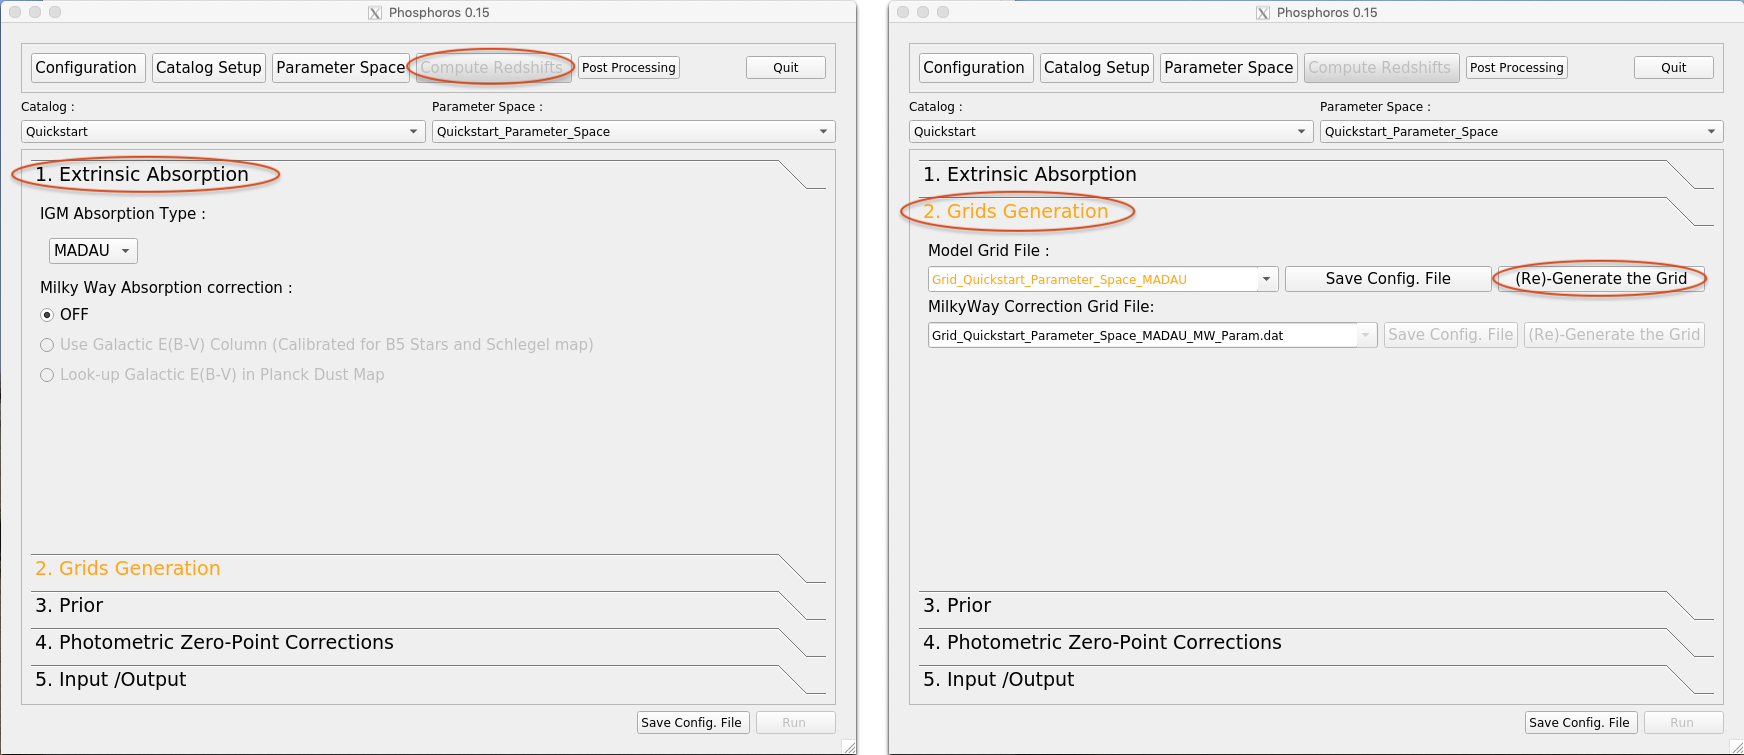 Phosphoros 0.15
Configuration Catalog Setup Parameter Space Compute Redshifts Post Processing Quit
Catalog : Parameter Space :
Quickstart Quickstart_Parameter_Space
1. Extrinsic Absorption
IGM Absorption Type :
MADAU
Milky Way Absorption correction :
OFF
Use Galactic E(B-V) Column (Calibrated for B5 Stars and Schlegel map)
Look-up Galactic E(B-V) in Planck Dust Map
2. Grids Generation
3. Prior
4. Photometric Zero-Point Corrections
5. Input /Output
Save Config. File Run
Phosphoros 0.15
Configuration Catalog Setup Parameter Space Compute Redshifts Post Processing Quit
Catalog : Parameter Space :
Quickstart Quickstart_Parameter_Space
1. Extrinsic Absorption
2. Grids Generation
Model Grid File :
Grid_Quickstart_Parameter_Space_MADAU Save Config. File (Re)-Generate the Grid
MilkyWay Correction Grid File:
Grid_Quickstart_Parameter_Space_MADAU_MW_Param.dat Save Config. File (Re)-Generate the Grid
3. Prior
4. Photometric Zero-Point Corrections
5. Input /Output
Save Config. File Run